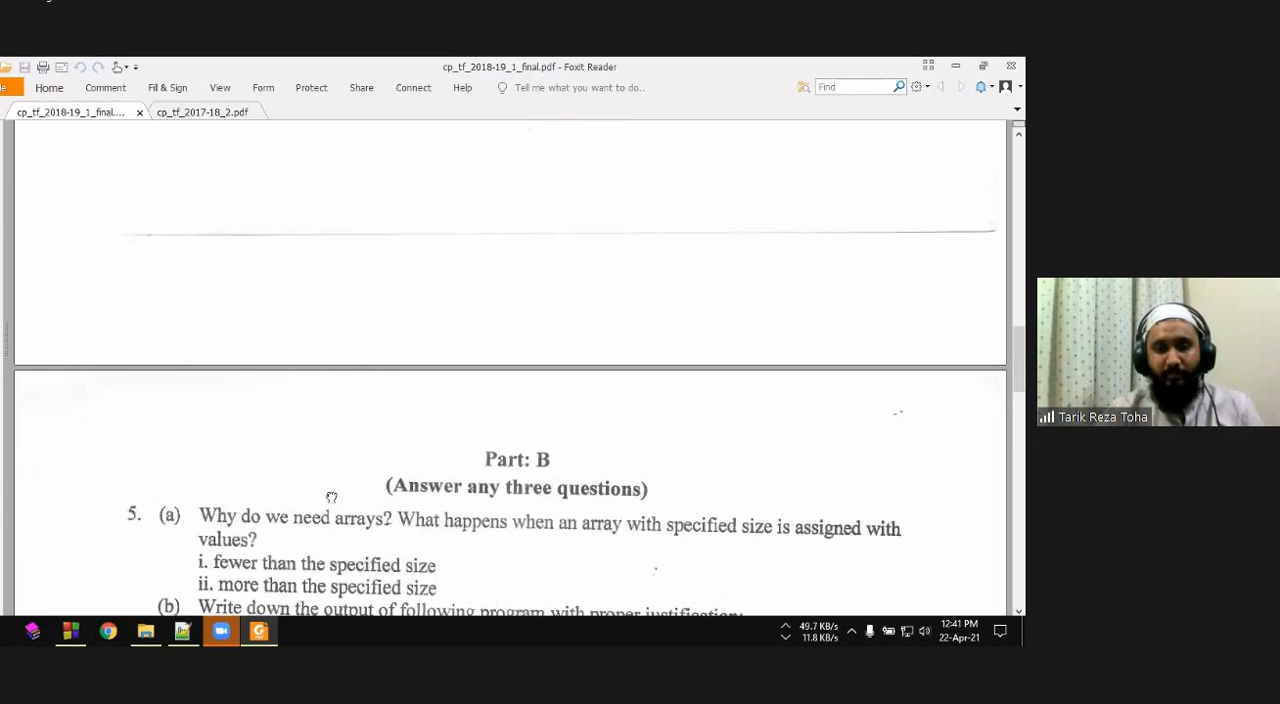 cp_tf_2018-19_1_final.pdf - Foxit Reader
Home Comment Fill & Sign View Form Protect Share Connect Help Tell me what you want to do.. Find
cp_tf_2018-19_1_final.... cp_tf_2017-18_2.pdf
Part: B
(Answer any three questions)
5. (a) Why do we need arrays? What happens when an array with specified size is assigned with
values?
i. fewer than the specified size
ii. more than the specified size
(b) Write down the output of following program with proper justification:
Tarik Reza Toha
49.7 KB/s
11.8 KB/s
12:41 PM
22-Apr-21